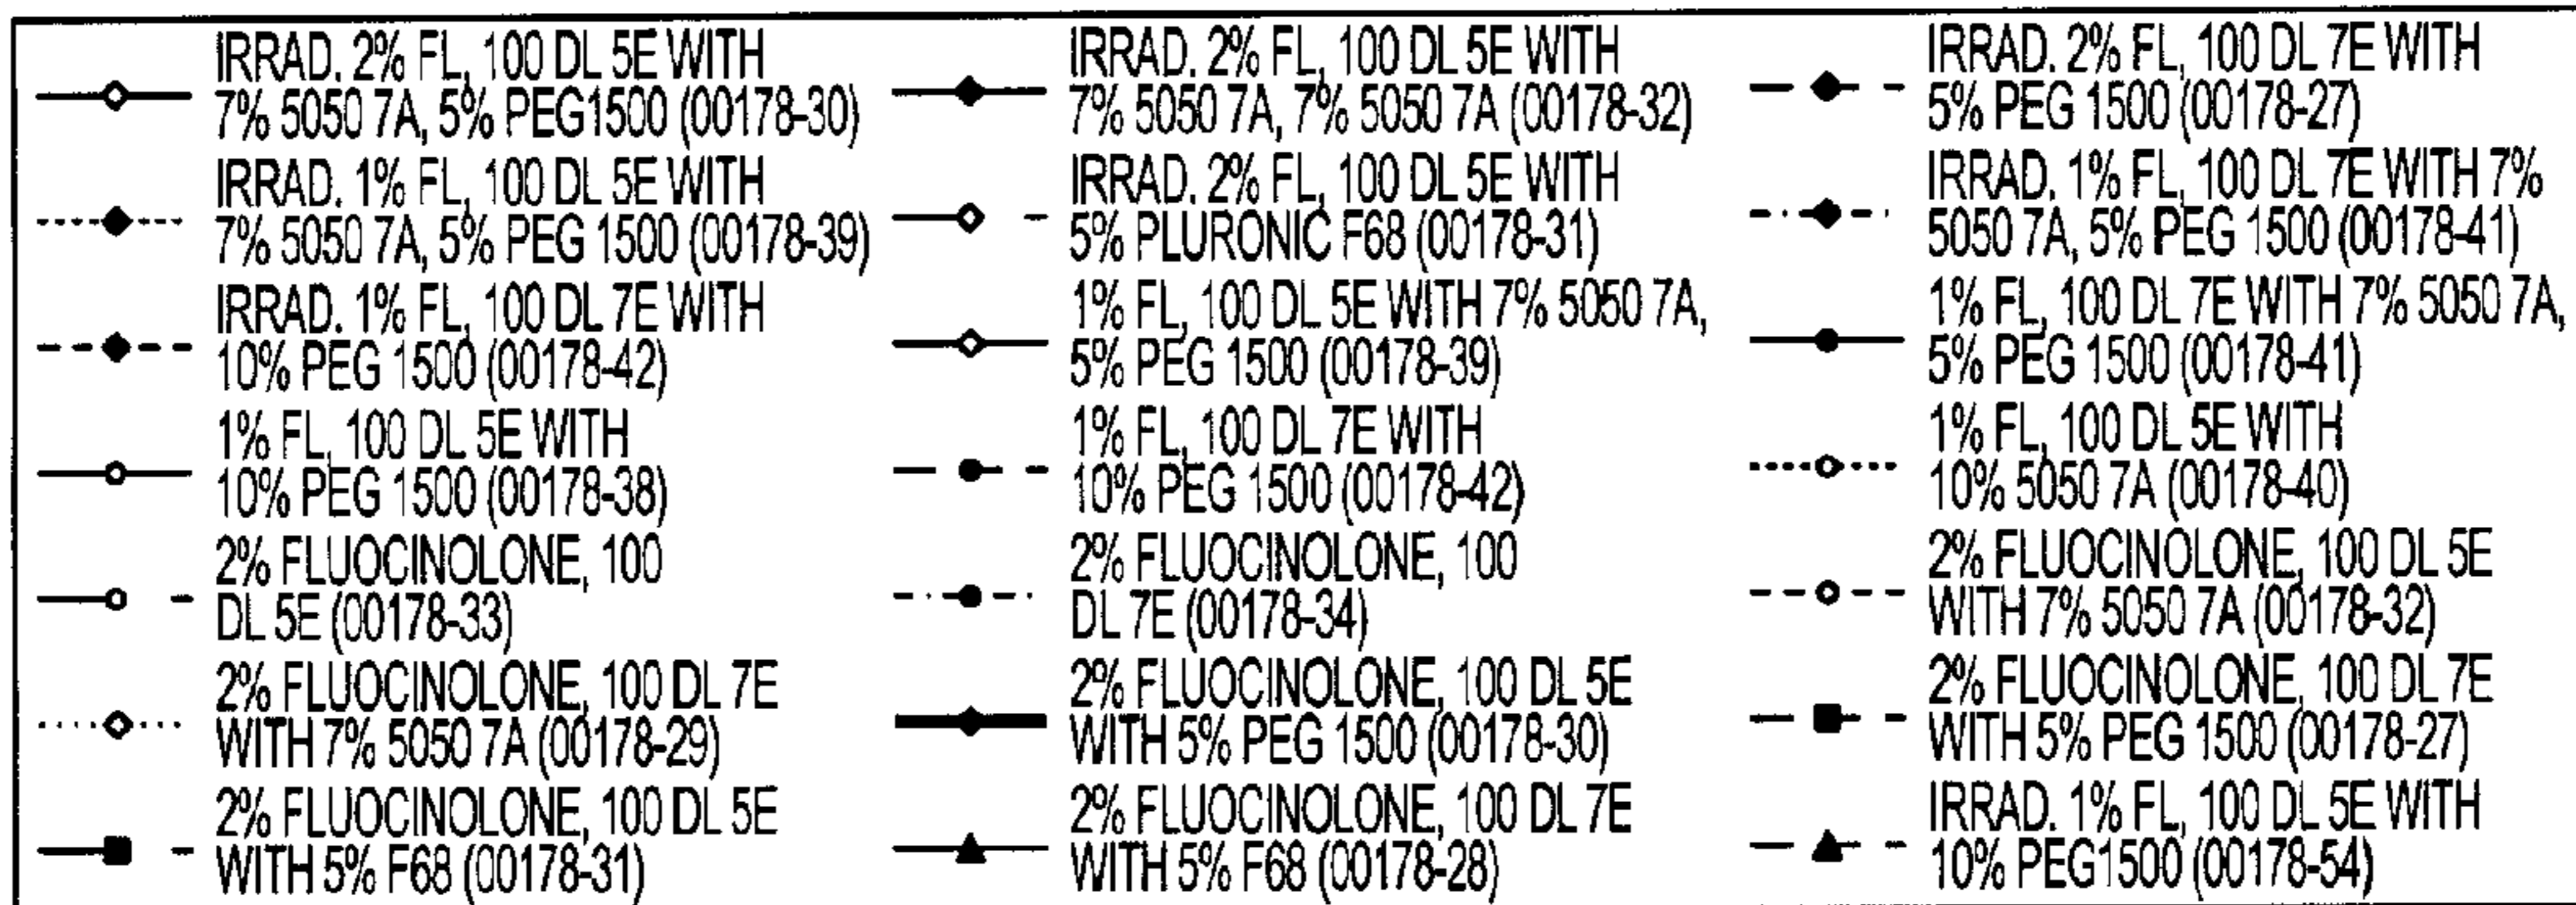 IRRAD. 2% FL, 100 DL 5E WITH
7% 5050 7A, 5% PEG1500 (00178-30)
IRRAD. 2% FL, 100 DL 5E WITH
7% 5050 7A, 7% 5050 7A (00178-32)
IRRAD. 2% FL, 100 DL 7E WITH
5% PEG 1500 (00178-27)
IRRAD. 1% FL, 100 DL 5E WITH
7% 5050 7A, 5% PEG 1500 (00178-39)
IRRAD. 2% FL, 100 DL 5E WITH
5% PLURONIC F68 (00178-31)
IRRAD. 1% FL, 100 DL 7E WITH 7%
5050 7A, 5% PEG 1500 (00178-41)
IRRAD. 1% FL, 100 DL 7E WITH
10% PEG 1500 (00178-42)
1% FL, 100 DL 5E WITH 7% 5050 7A,
5% PEG 1500 (00178-39)
1% FL, 100 DL 7E WITH 7% 5050 7A,
5% PEG 1500 (00178-41)
1% FL, 100 DL 5E WITH
10% PEG 1500 (00178-38)
1% FL, 100 DL 7E WITH
10% PEG 1500 (00178-42)
1% FL, 100 DL 5E WITH
10% 5050 7A (00178-40)
2% FLUOCINOLONE, 100
DL 5E (00178-33)
2% FLUOCINOLONE, 100
DL 7E (00178-34)
2% FLUOCINOLONE, 100 DL 5E
WITH 7% 5050 7A (00178-32)
2% FLUOCINOLONE, 100 DL 7E
WITH 7% 5050 7A (00178-29)
2% FLUOCINOLONE, 100 DL 5E
WITH 5% PEG 1500 (00178-30)
2% FLUOCINOLONE, 100 DL 7E
WITH 5% PEG 1500 (00178-27)
2% FLUOCINOLONE, 100 DL 5E
WITH 5% F68 (00178-31)
2% FLUOCINOLONE, 100 DL 7E
WITH 5% F68 (00178-28)
IRRAD. 1% FL, 100 DL 5E WITH
10% PEG1500 (00178-54)